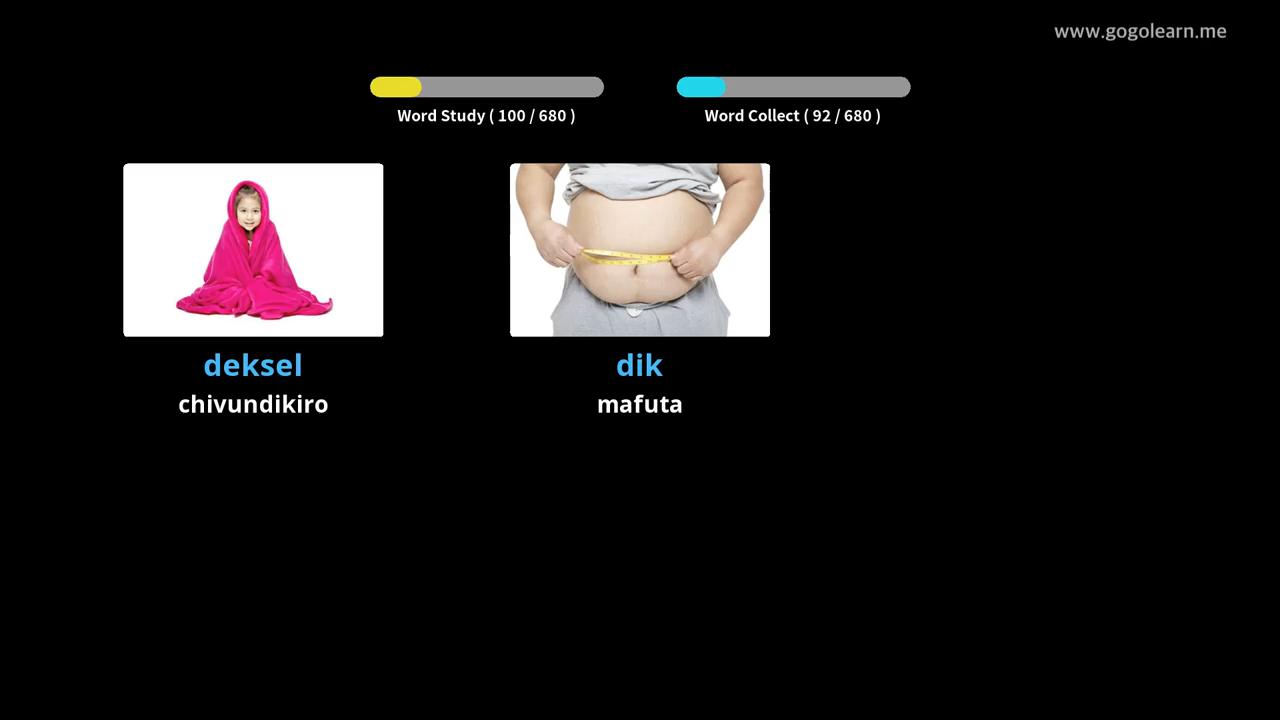 www.gogolearn.me
Word Study ( 100 / 680 )
Word Collect ( 92 / 680 )
deksel
chivundikiro
dik
mafuta